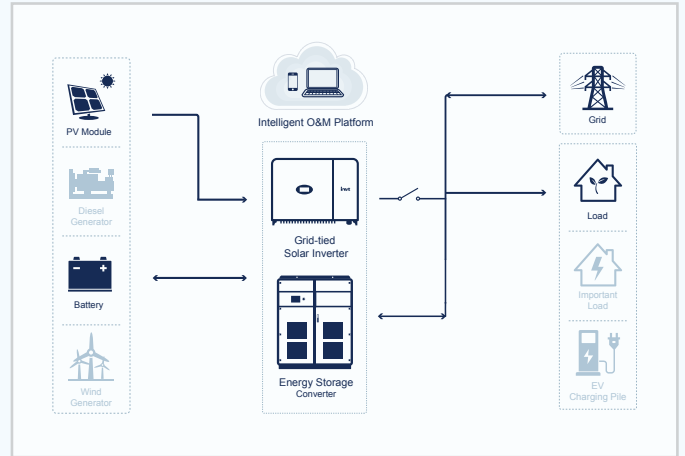 PV Module
Diesel
Generator
Battery
Wind
Generator
Intelligent O&M Platform
invt
Grid-tied
Solar Inverter
Energy Storage
Converter
Grid
Load
Important
Load
EV
Charging Pile